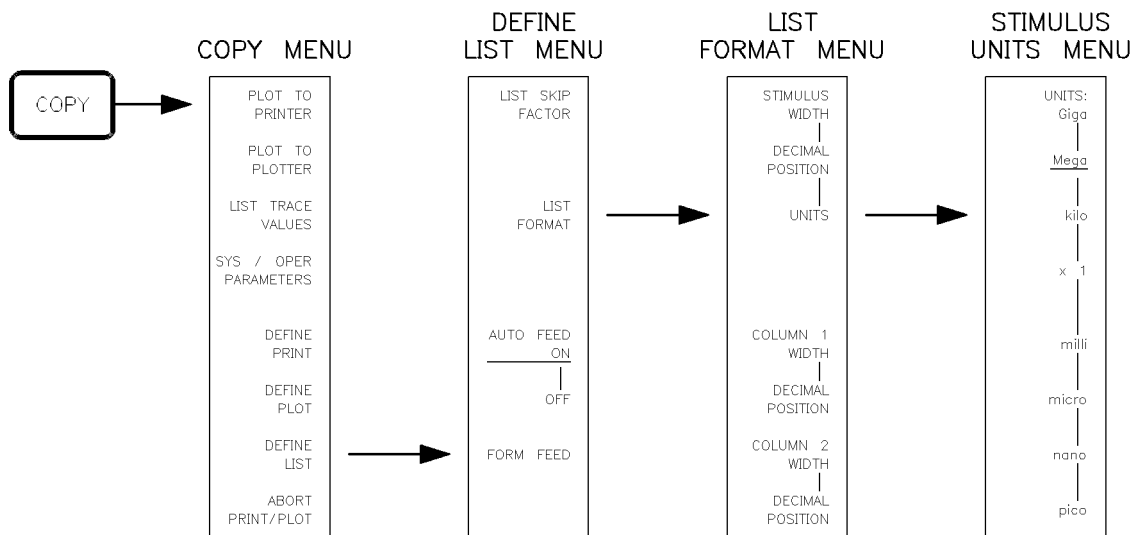 COPY
COPY MENU
PLOT TO
PRINTER
PLOT TO
PLOTTER
LIST TRACE
VALUES
SYS / OPER
PARAMETERS
DEFINE
PRINT
DEFINE
PLOT
DEFINE
LIST
ABORT
PRINT/PLOT
DEFINE
LIST MENU
LIST SKIP
FACTOR
LIST
FORMAT
AUTO FEED
ON
OFF
FORM FEED
LIST
FORMAT MENU
STIMULUS
WIDTH
DECIMAL
POSITION
UNITS
COLUMN 1
WIDTH
DECIMAL
POSITION
COLUMN 2
WIDTH
DECIMAL
POSITION
STIMULUS
UNITS MENU
UNITS:
Giga
Mega
kilo
x 1
milli
micro
nano
pico